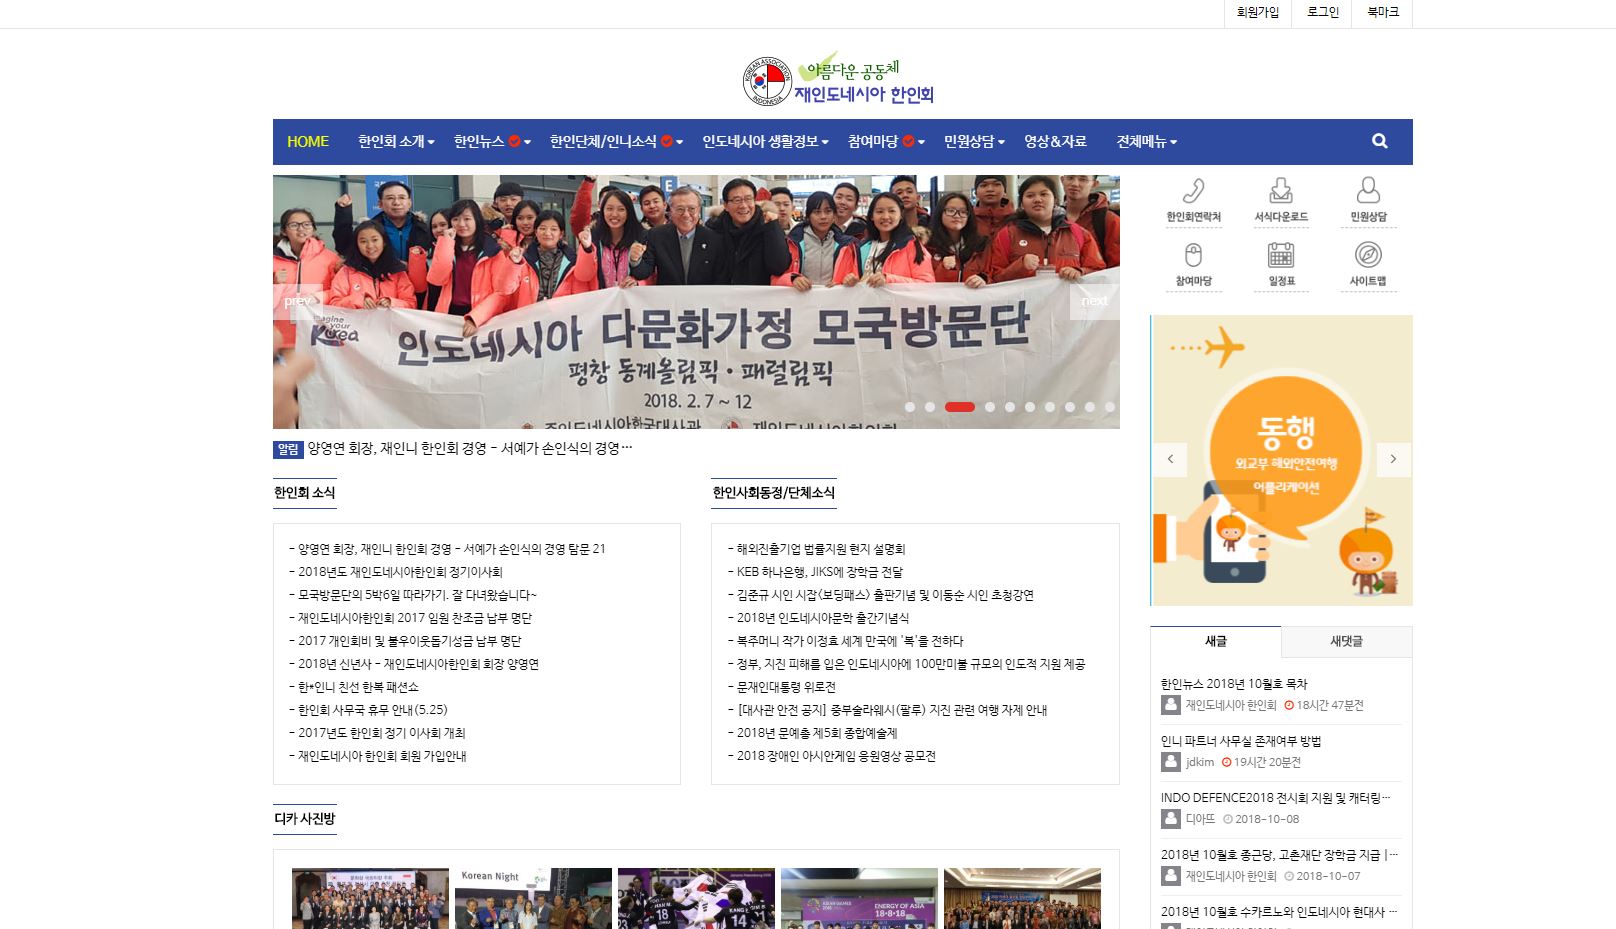 회원가입 로그인 북마크
KOREAN ASSOCIATION INDONESIA
아름다운 공동체
재인도네시아 한인회
HOME 한인회 소개 한인뉴스 한인단체/인니소식 인도네시아 생활정보 참여마당 민원상담 영상&자료 전체메뉴
E
prev
next
imagine your Korea
인도네시아 다문화가정 모국방문단
평창 동계올림픽·패럴림픽
2018. 2. 7 ~ 12
한인회연락처 서식다운로드 민원상담
참여마당 일정표 사이트맵
동행
외교부 해외안전여행
어플리케이션
알림 양영연 회장, 재인니 한인회 경영 - 서예가 손인식의 경영…
한인회 소식
- 양영연 회장, 재인니 한인회 경영 - 서예가 손인식의 경영 탐문 21
- 2018년도 재인도네시아한인회 정기이사회
- 모국방문단의 5박6일 따라가기. 잘 다녀왔습니다~
- 재인도네시아한인회 2017 임원 찬조금 납부 명단
- 2017 개인회비 및 불우이웃돕기성금 납부 명단
- 2018년 신년사 - 재인도네시아한인회 회장 양영연
- 한*인니 친선 한복 패션쇼
- 한인회 사무국 휴무 안내(5.25)
- 2017년도 한인회 정기 이사회 개최
- 재인도네시아 한인회 회원 가입안내
한인사회동정/단체소식
- 해외진출기업 법률지원 현지 설명회
- KEB 하나은행, JIKS에 장학금 전달
- 김준규 시인 시잡<보딩패스> 출판기념 및 이동순 시인 초청강연
- 2018년 인도네시아문학 출간기념식
- 복주머니 작가 이정효 세계 만국에 '복'을 전하다
- 정부, 지진 피해를 입은 인도네시아에 100만미불 규모의 인도적 지원 제공
- 문재인대통령 위로전
- [대사관 안전 공지] 중부술라웨시(팔루) 지진 관련 여행 자제 안내
- 2018년 문예총 제5회 종합예술제
- 2018 장애인 아시안게임 응원영상 공모전
새글 새댓글
한인뉴스 2018년 10월호 목차
재인도네시아 한인회 18시간 47분전
인니 파트너 사무실 존재여부 방법
jdkim 19시간 20분전
INDO DEFENCE2018 전시회 지원 및 캐터링…
디아뜨 2018-10-08
2018년 10월호 종근당, 고촌재단 장학금 지급 |…
재인도네시아 한인회 2018-10-07
2018년 10월호 수카르노와 인도네시아 현대사 …
디카 사진방
Korean Night
18
14
ENERGY OF ASIA
18·8·18